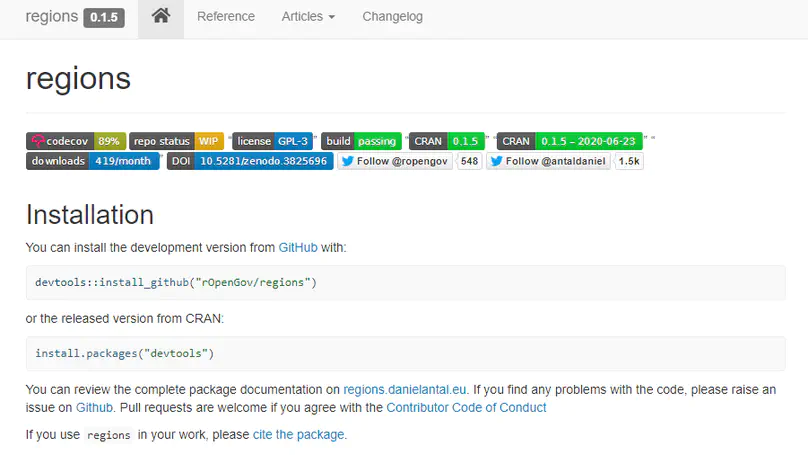 regions 0.1.5 Reference Articles Changelog
regions
codecov 89% repo status WiP " license GPL-3 " build passing "CRAN 0.1.5 " "CRAN 0.1.5 – 2020-06-23 " "
downloads 419/month " DOI 10.5281/zenodo.3825696 Follow @ropengov 548 Follow @antaldaniel 1.5k
Installation
You can install the development version from GitHub with:
devtools::install_github("rOpenGov/regions")
or the released version from CRAN:
install.packages("devtools")
You can review the complete package documentation on regions.danielantal.eu. If you find any problems with the code, please raise an
issue on Github. Pull requests are welcome if you agree with the Contributor Code of Conduct
If you use regions in your work, please cite the package.